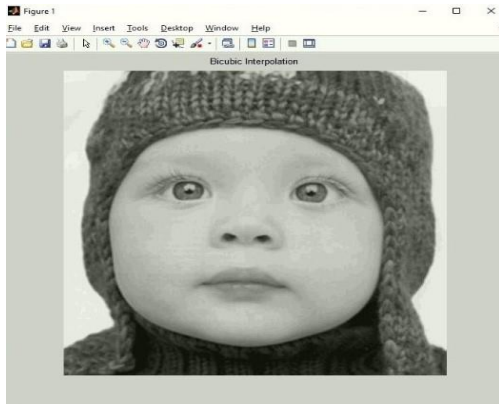 Figure 1
File Edit View Insert Tools Desktop Window Help
Bicubic Interpolation